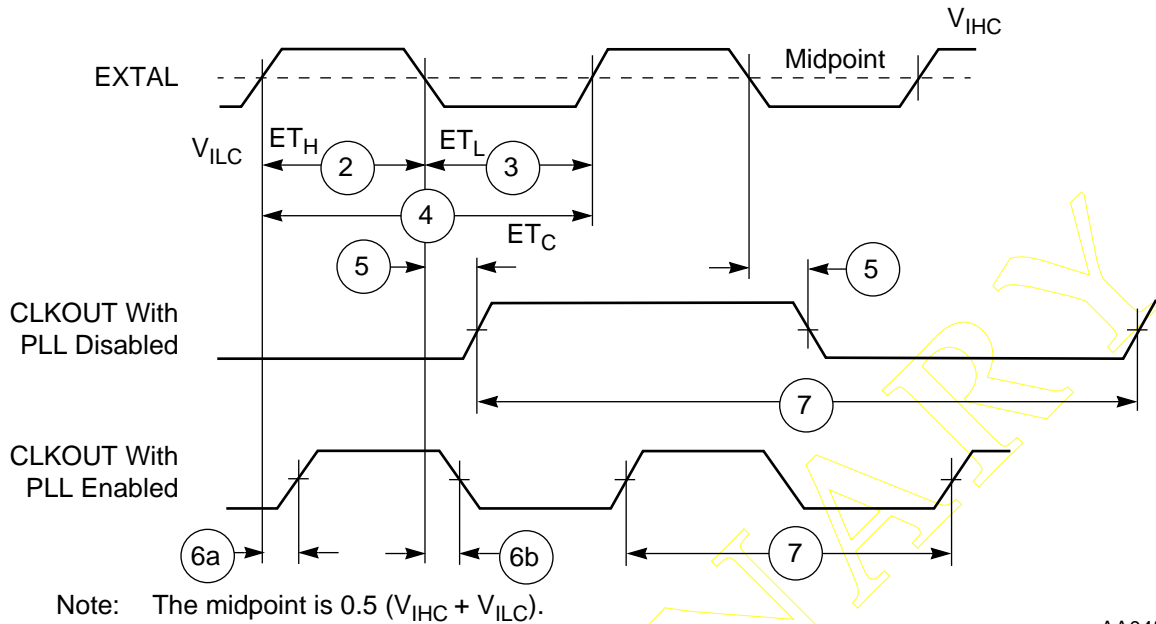 V_IHC
EXTAL
Midpoint
V_ILC
ET_H
ET_L
2
3
4
ET_C
5
5
CLKOUT With
PLL Disabled
7
CLKOUT With
PLL Enabled
6a
6b
7
Note: The midpoint is 0.5 (V_IHC + V_ILC).
N A R Y